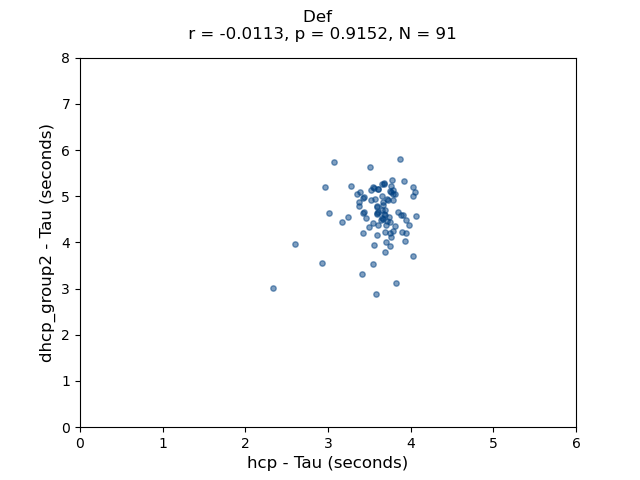 Def
r = -0.0113, p = 0.9152, N = 91
8
7
6
5
4
3
2
1
0
dhcp_group2 - Tau (seconds)
0 1 2 3 4 5 6
hcp - Tau (seconds)